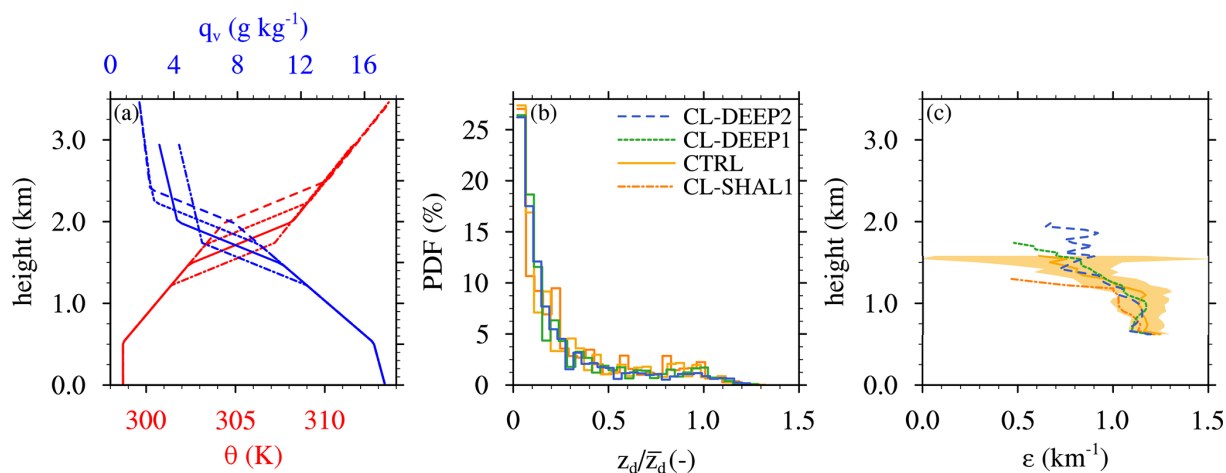 q_v (g kg⁻¹)
0 4 8 12 16
(a)
3.0
2.0
1.0
0.0
height (km)
300 305 310
θ (K)
(b)
CL-DEEP2
CL-DEEP1
CTRL
CL-SHAL1
25
20
15
10
5
0
PDF (%)
0 0.5 1.0 1.5
z_d/z̅_d (-)
(c)
3.0
2.0
1.0
0.0
height (km)
0.0 0.5 1.0 1.5
ε (km⁻¹)